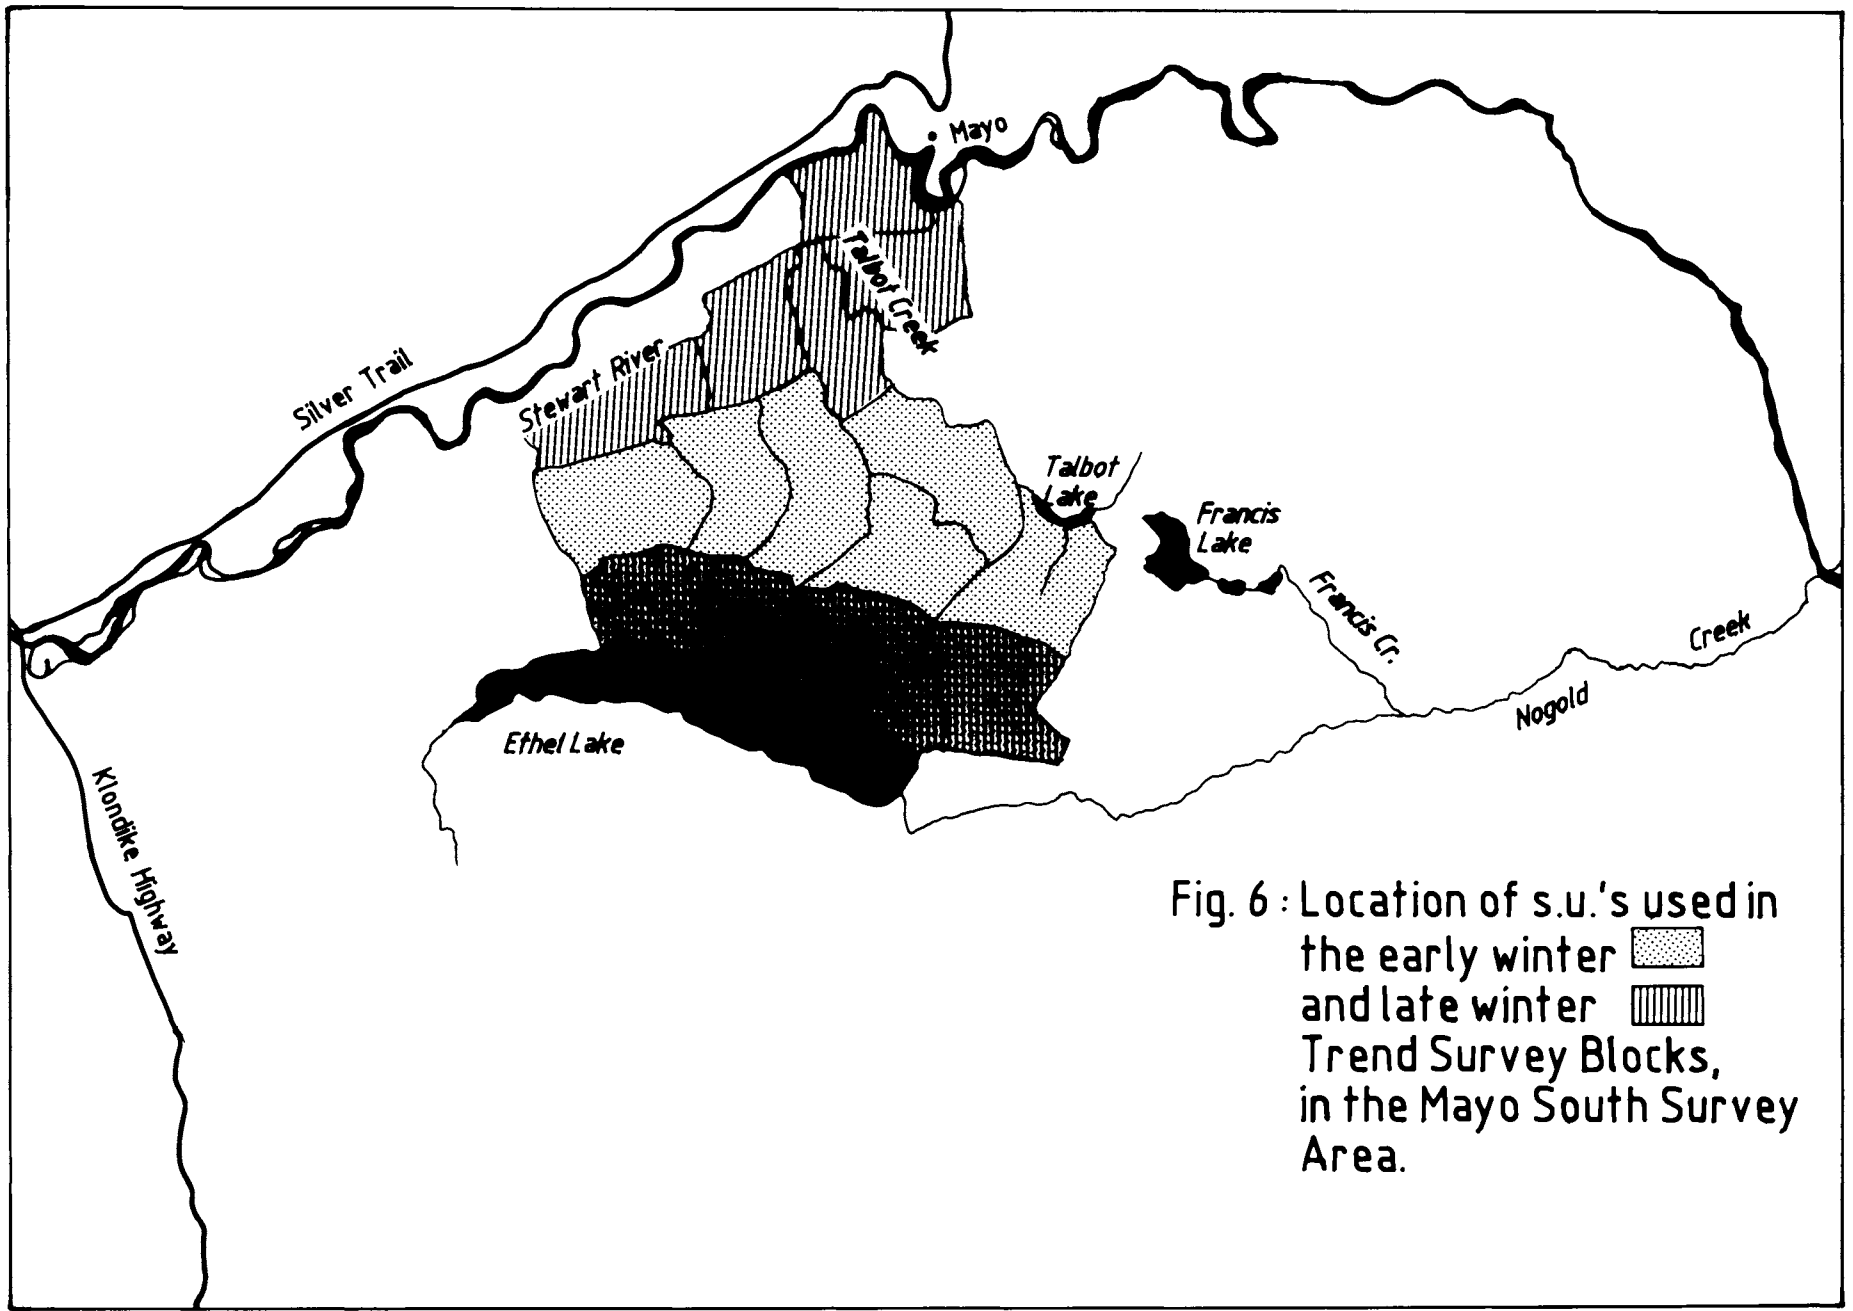 Mayo
Talbot Creek
Silver Trail
Stewart River
Talbot
Lake
Francis
Lake
Francis Cr.
Creek
Nogold
Ethel Lake
Klondike Highway
Fig. 6 : Location of s.u.'s used in
the early winter
and late winter
Trend Survey Blocks,
in the Mayo South Survey
Area.